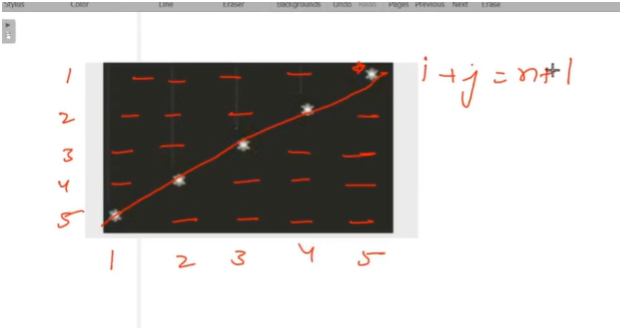 Stylus Color Line Eraser Backgrounds Undo Redo Pages Previous Next Erase
1
i + j = n + 1
2
3
4
5
1 2 3 4 5